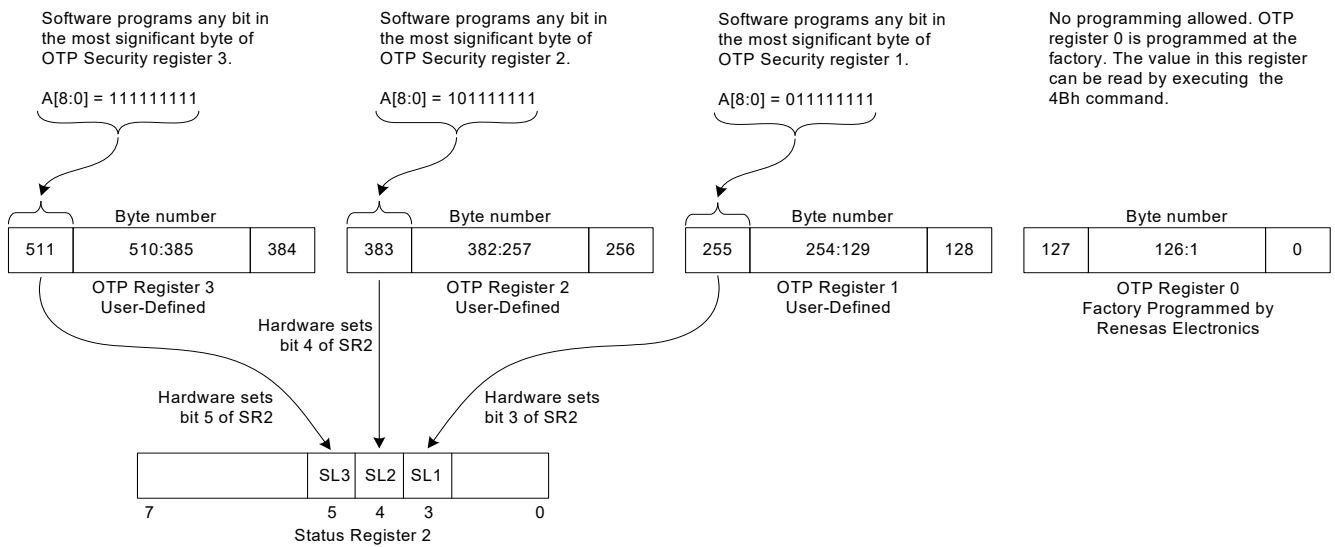 Software programs any bit in
the most significant byte of
OTP Security register 3.
A[8:0] = 111111111
Software programs any bit in
the most significant byte of
OTP Security register 2.
A[8:0] = 101111111
Software programs any bit in
the most significant byte of
OTP Security register 1.
A[8:0] = 011111111
No programming allowed. OTP
register 0 is programmed at the
factory. The value in this register
can be read by executing the
4Bh command.
Byte number
511 510:385 384
OTP Register 3
User-Defined
Byte number
383 382:257 256
OTP Register 2
User-Defined
Byte number
255 254:129 128
OTP Register 1
User-Defined
Byte number
127 126:1 0
OTP Register 0
Factory Programmed by
Renesas Electronics
Hardware sets
bit 5 of SR2
Hardware sets
bit 4 of SR2
Hardware sets
bit 3 of SR2
SL3 SL2 SL1
7 5 4 3 0
Status Register 2